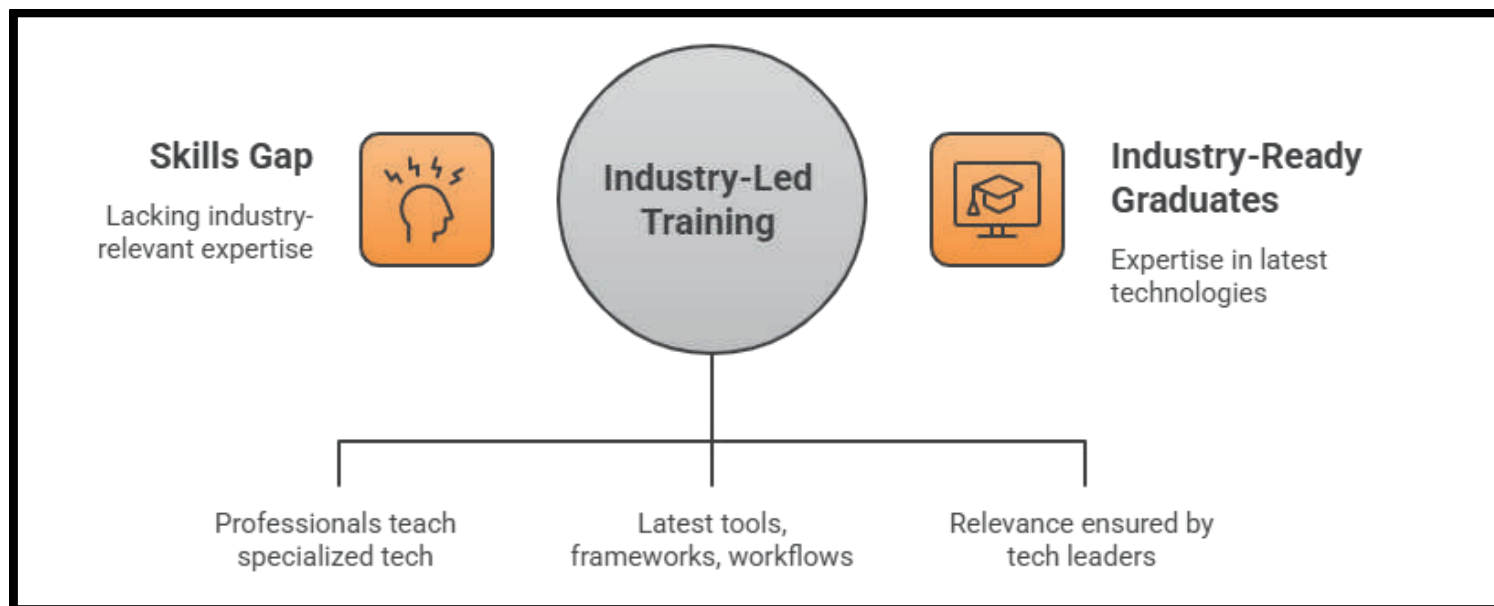 Skills Gap
Lacking industry-
relevant expertise
Industry-Led
Training
Industry-Ready
Graduates
Expertise in latest
technologies
Professionals teach
specialized tech
Latest tools,
frameworks, workflows
Relevance ensured by
tech leaders